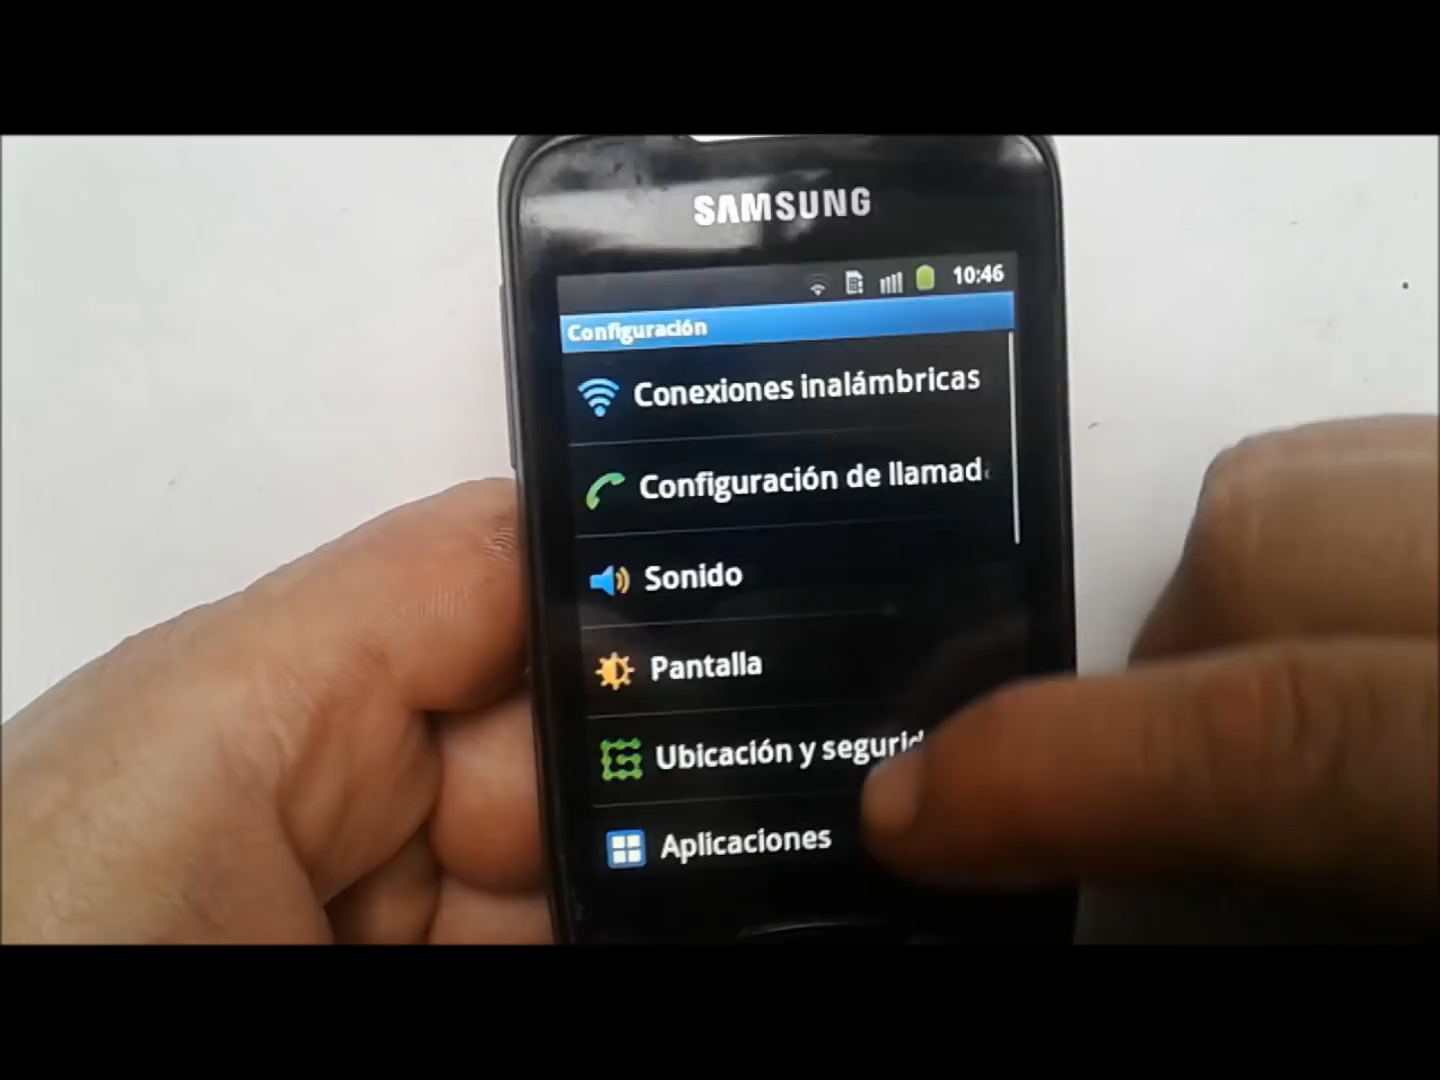 SAMSUNG
10:46
Configuración
Conexiones inalámbricas
Configuración de llamad
Sonido
Pantalla
Ubicación y segurid
Aplicaciones